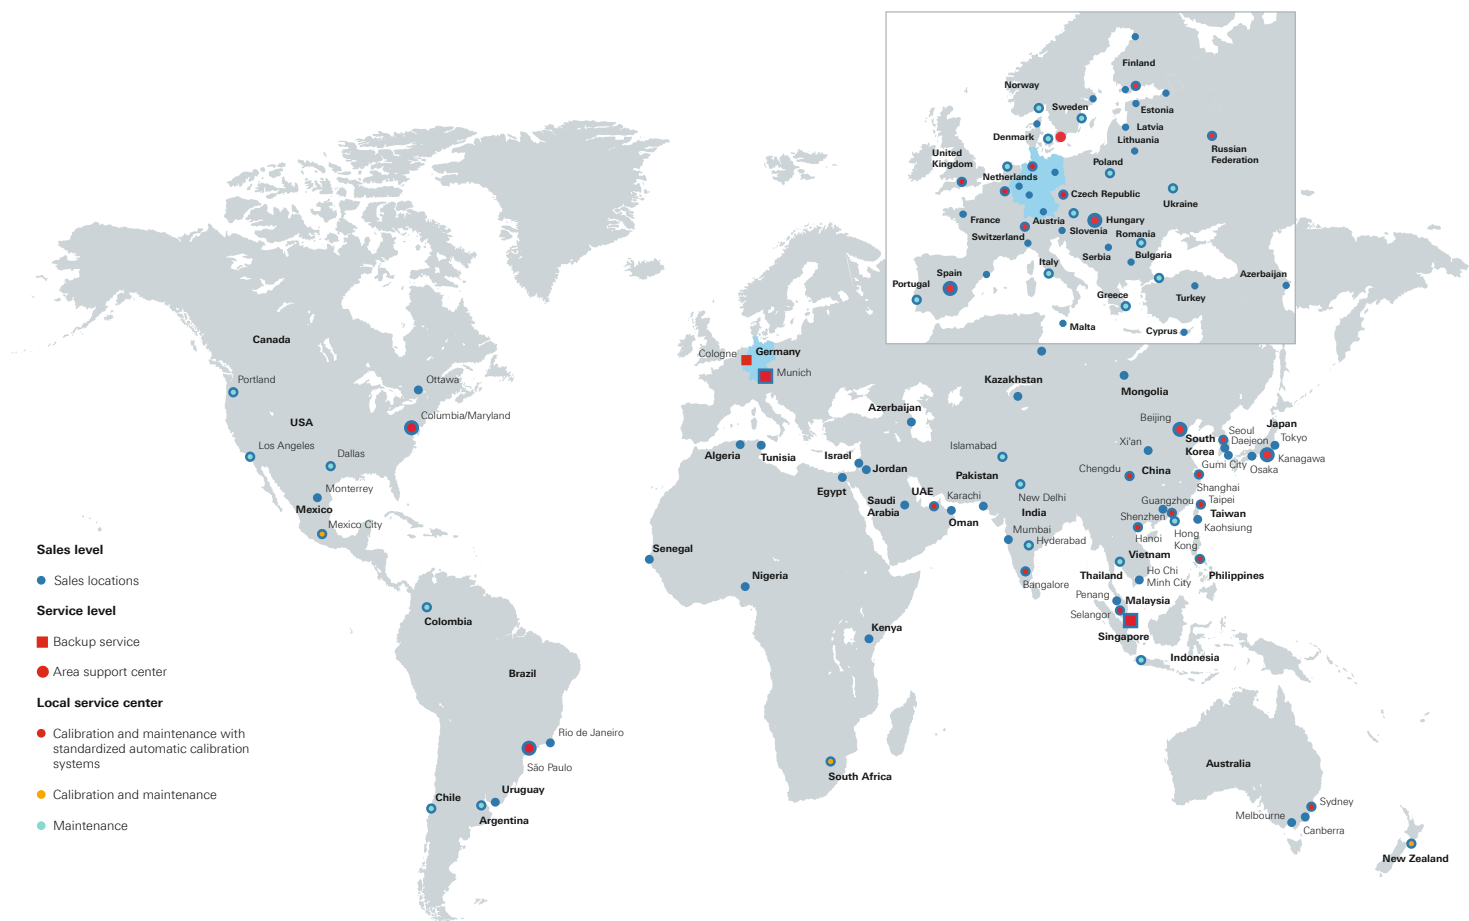 Finland
Norway
Sweden
Estonia
Denmark
Latvia
Lithuania
Russian
Federation
United
Kingdom
Poland
Netherlands
Czech Republic
Ukraine
France
Austria
Hungary
Switzerland
Slovenia
Romania
Serbia
Bulgaria
Italy
Spain
Portugal
Azerbaijan
Greece
Turkey
Malta
Cyprus
Canada
Portland
Ottawa
USA
Columbia/Maryland
Los Angeles
Dallas
Monterrey
Mexico
Mexico City
Cologne
Germany
Munich
Kazakhstan
Mongolia
Azerbaijan
Beijing
Japan
Seoul
South
Korea
Daejeon
Tokyo
Xi'an
Islamabad
Algeria
Tunisia
Israel
Jordan
Kanagawa
Gumi City
Osaka
Chengdu
China
Pakistan
Egypt
Shanghai
UAE
Karachi
New Delhi
Saudi
Arabia
Guangzhou
Taipei
India
Oman
Shenzhen
Taiwan
Kaohsiung
Mumbai
Hyderabad
Hanoi
Hong
Kong
Senegal
Vietnam
Nigeria
Bangalore
Thailand
Ho Chi
Minh City
Philippines
Penang
Malaysia
Selangor
Singapore
Kenya
Indonesia
Colombia
Brazil
Rio de Janeiro
São Paulo
South Africa
Australia
Chile
Uruguay
Argentina
Sydney
Melbourne
Canberra
New Zealand
Sales level
Sales locations
Service level
Backup service
Area support center
Local service center
Calibration and maintenance with
standardized automatic calibration
systems
Calibration and maintenance
Maintenance